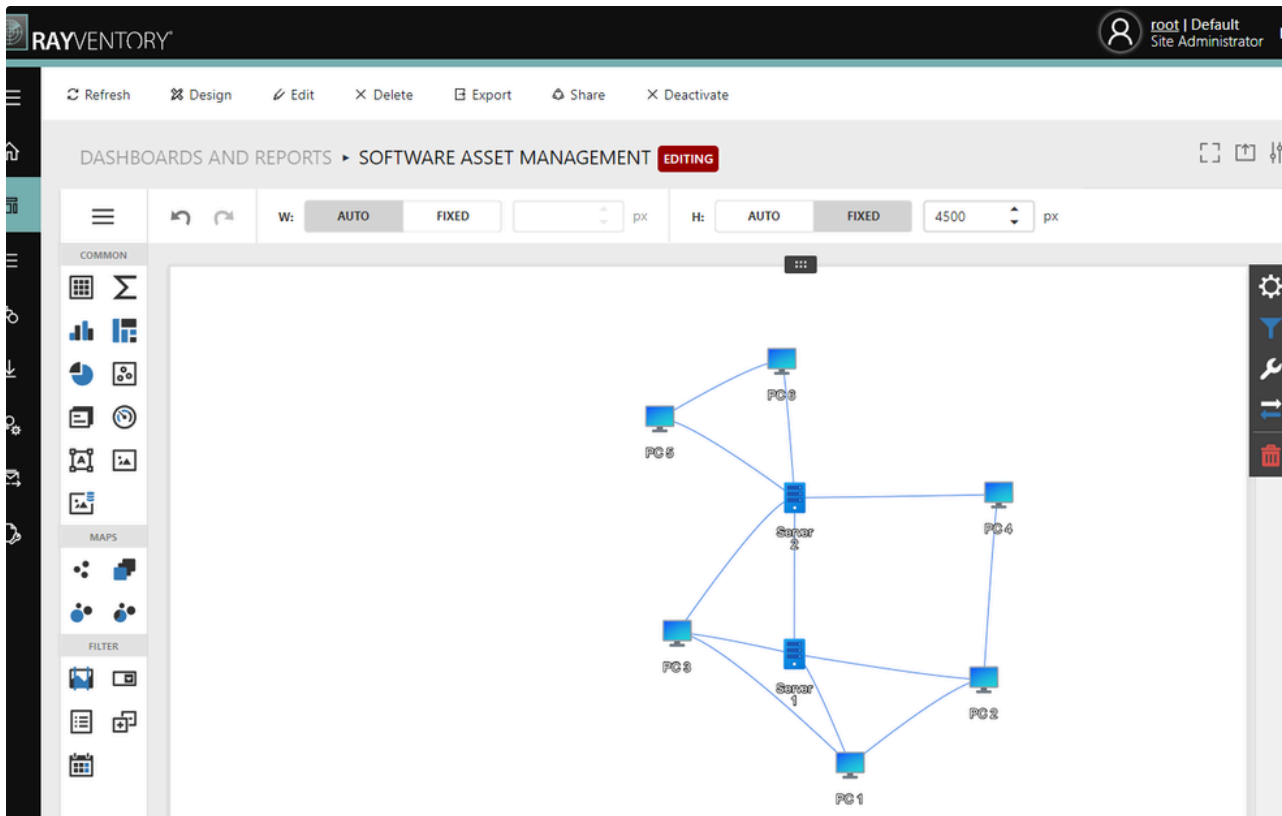 RAYVENTORY
root | Default
Site Administrator
Refresh Design Edit Delete Export Share Deactivate
DASHBOARDS AND REPORTS ▸ SOFTWARE ASSET MANAGEMENT EDITING
W: AUTO FIXED px H: AUTO FIXED 4500 px
COMMON
MAPS
FILTER
PC 6
PC 5
Server
2
PC 4
PC 3
Server
1
PC 2
PC 1